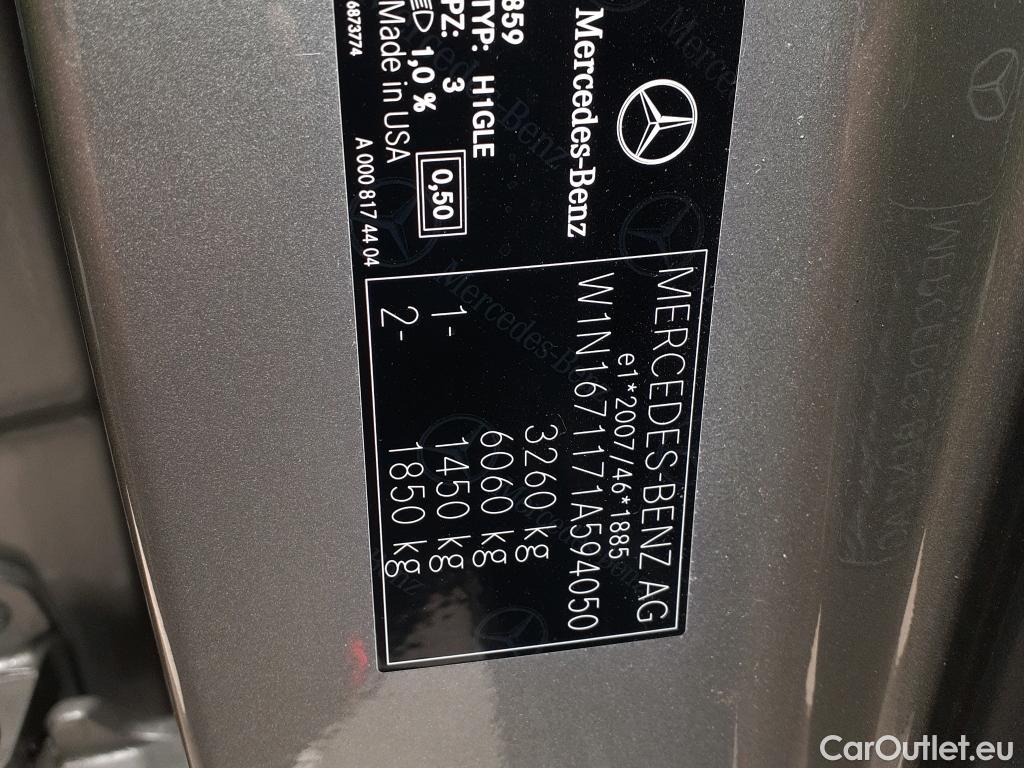 Mercedes-Benz
859
TYP: H1GLE
PZ: 3
1,0 %
0,50
Made in USA
6873774
A 000 817 44 04
MERCEDES-BENZ AG
e1*2007/46*1885
W1N1671171A594050
3260 kg
6060 kg
1- 1450 kg
2- 1850 kg
CarOutlet.eu